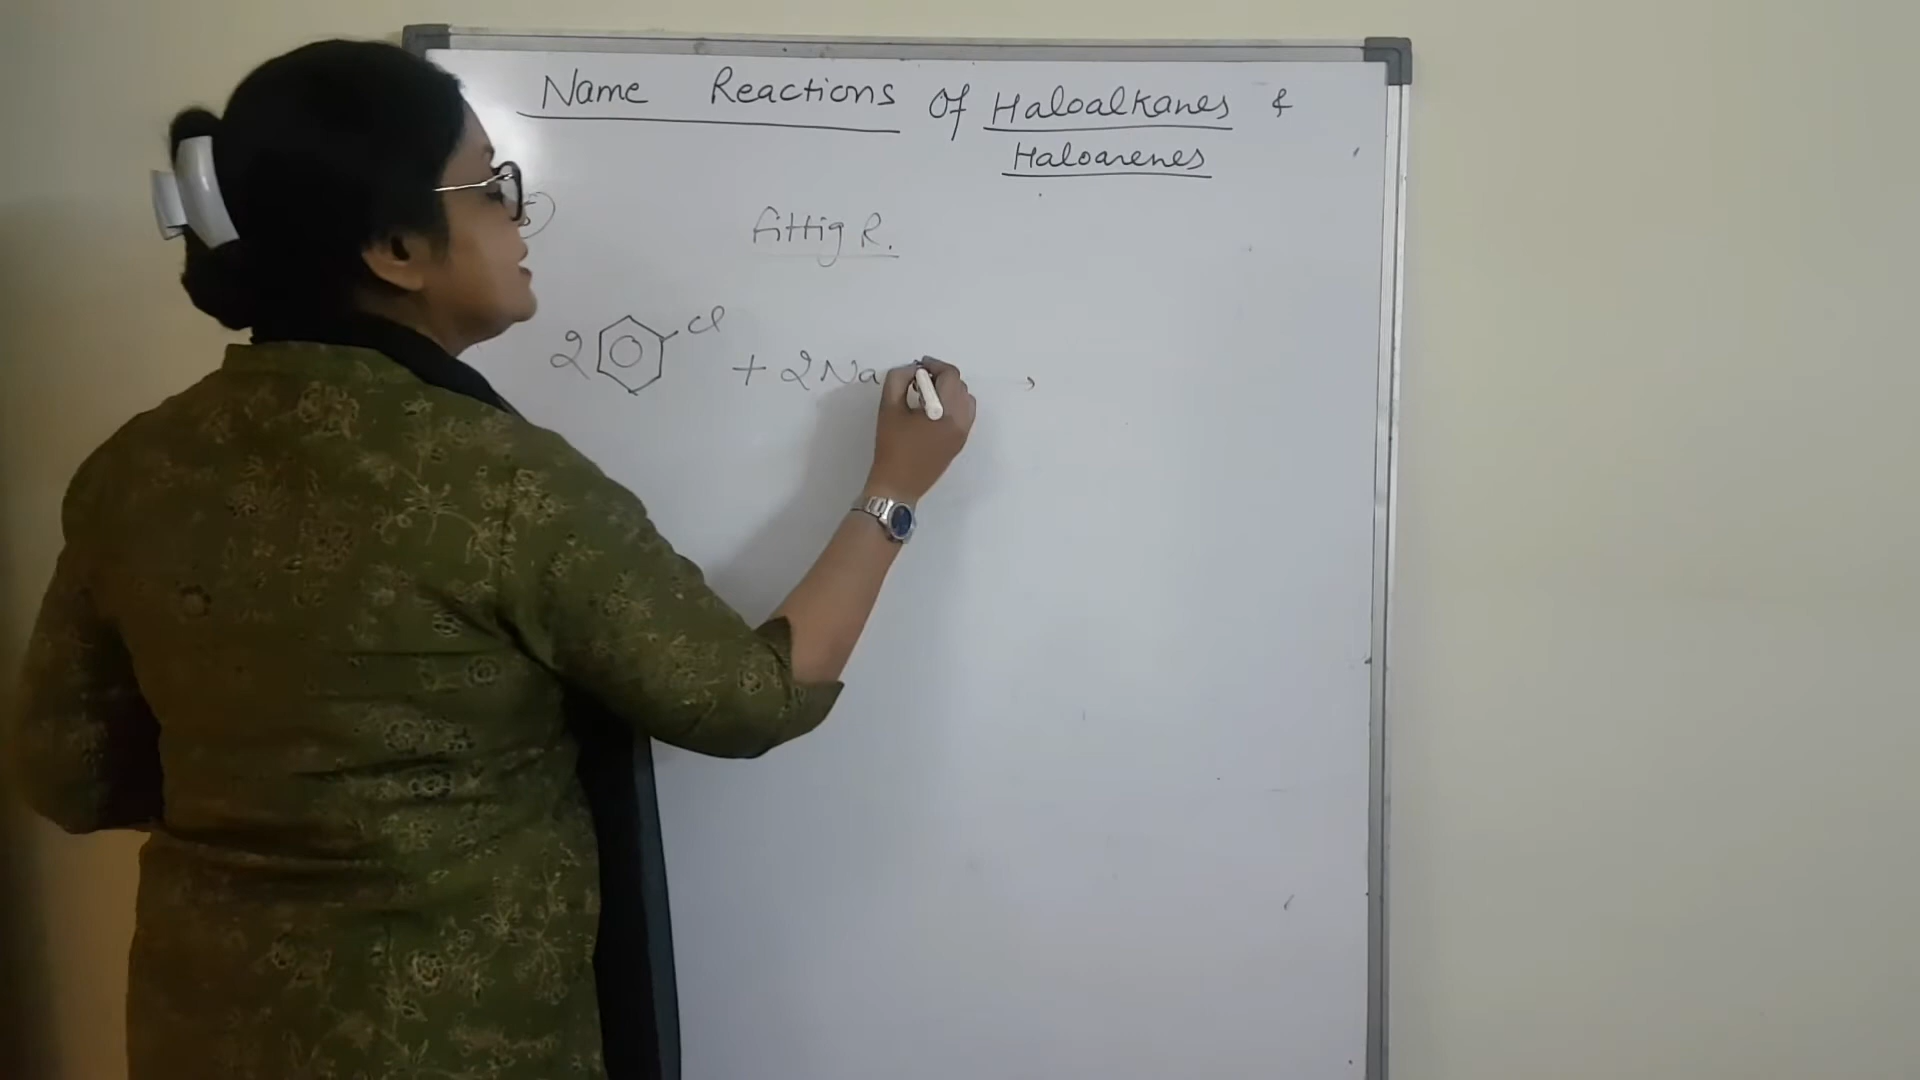 Name Reactions Of Haloalkanes &
Haloarenes
Fittig R.
2 Cl + 2Na →